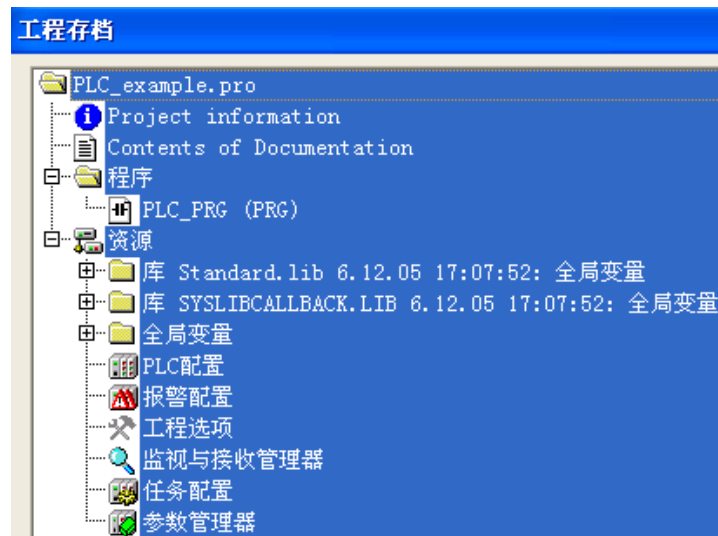 工程存档
PLC_example.pro
Project information
Contents of Documentation
程序
PLC_PRG (PRG)
资源
库 Standard.lib 6.12.05 17:07:52: 全局变量
库 SYSLIBCALLBACK.LIB 6.12.05 17:07:52: 全局变量
全局变量
PLC配置
报警配置
工程选项
监视与接收管理器
任务配置
参数管理器